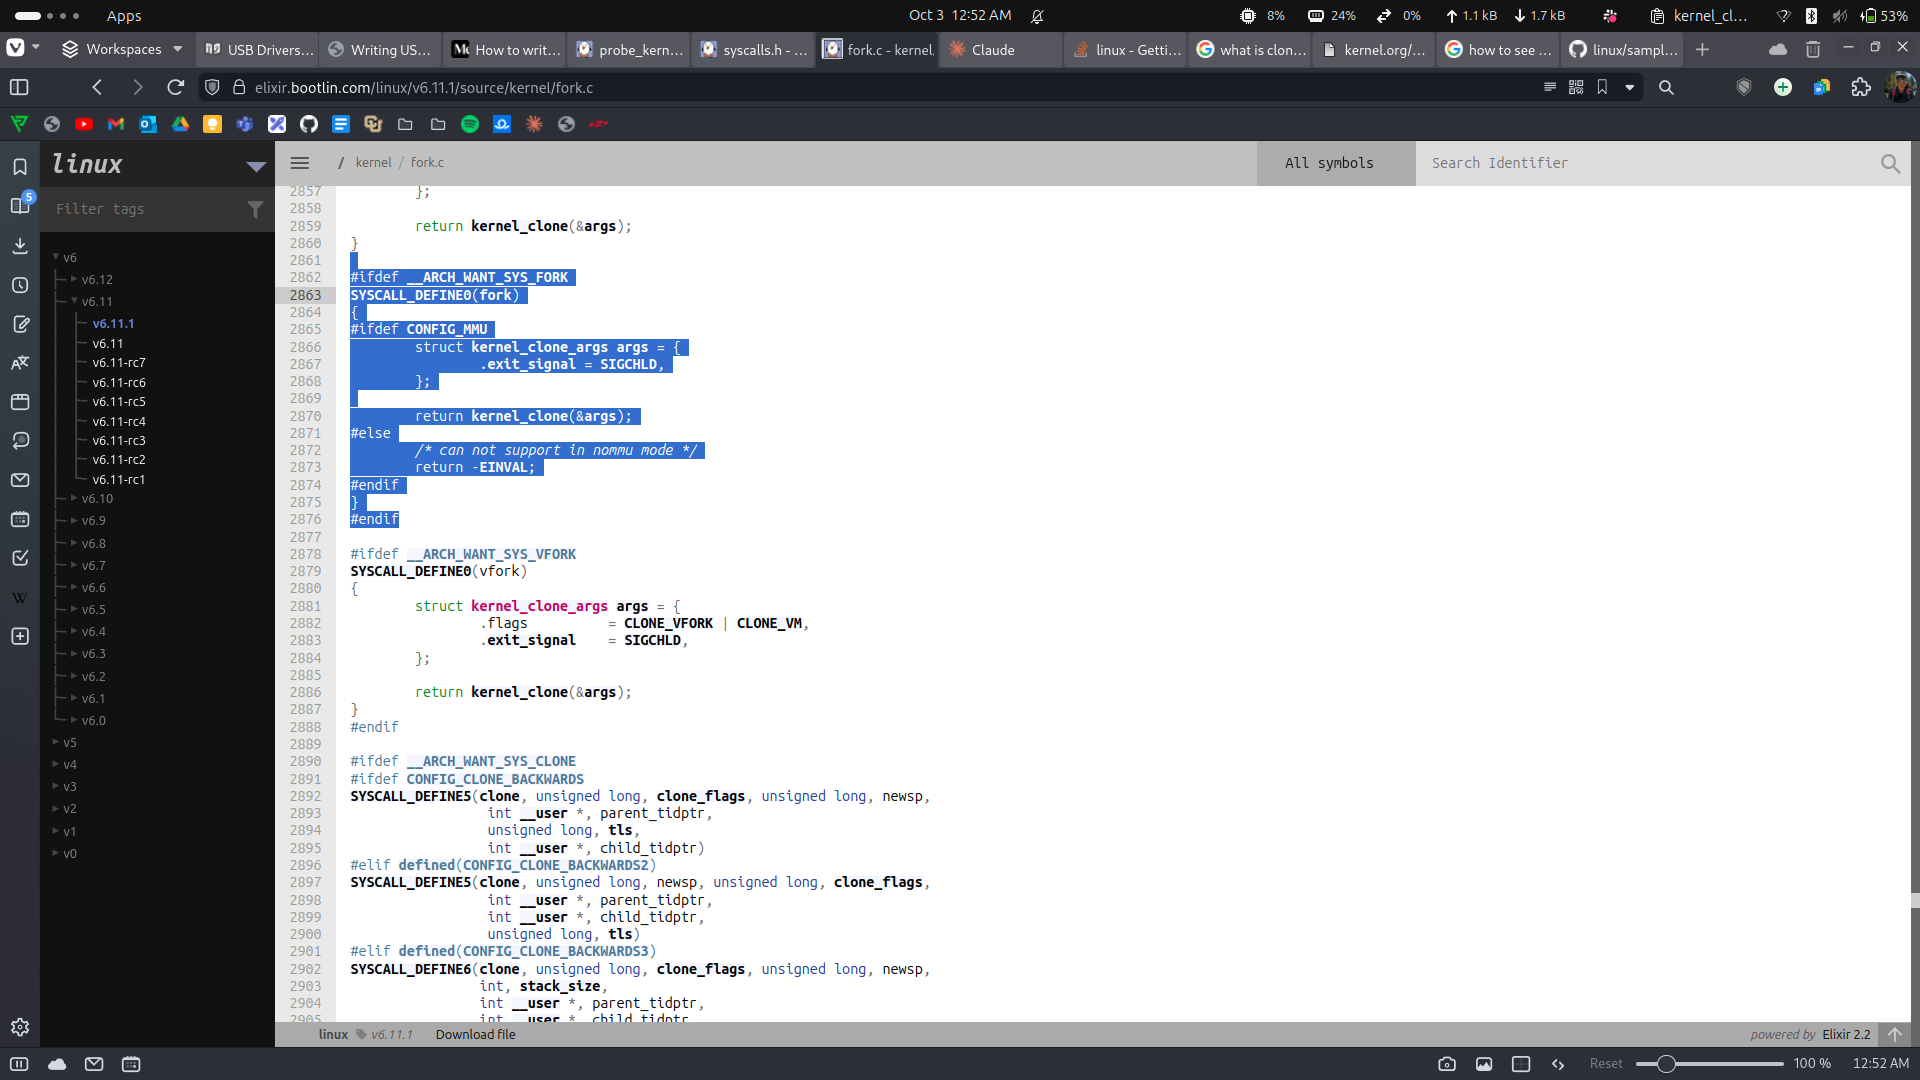 Apps
Oct 3 12:52 AM
8%
24%
0%
1.1 kB
1.7 kB
kernel_cl...
53%
Workspaces
USB Drivers...
Writing US...
How to writ...
probe_kern...
syscalls.h - ...
fork.c - kernel,
Claude
linux - Getti...
what is clon...
kernel.org/...
how to see ...
linux/sampl...
elixir.bootlin.com/linux/v6.11.1/source/kernel/fork.c
linux
/ kernel / fork.c
All symbols
Search Identifier
5
Filter tags
v6
v6.12
v6.11
v6.11.1
v6.11
v6.11-rc7
v6.11-rc6
v6.11-rc5
v6.11-rc4
v6.11-rc3
v6.11-rc2
v6.11-rc1
v6.10
v6.9
v6.8
v6.7
v6.6
v6.5
v6.4
v6.3
v6.2
v6.1
v6.0
v5
v4
v3
v2
v1
v0
W
2857 };
2858
2859 return kernel_clone(&args);
2860 }
2861
2862 #ifdef __ARCH_WANT_SYS_FORK
2863 SYSCALL_DEFINE0(fork)
2864 {
2865 #ifdef CONFIG_MMU
2866 struct kernel_clone_args args = {
2867 .exit_signal = SIGCHLD,
2868 };
2869
2870 return kernel_clone(&args);
2871 #else
2872 /* can not support in nommu mode */
2873 return -EINVAL;
2874 #endif
2875 }
2876 #endif
2877
2878 #ifdef __ARCH_WANT_SYS_VFORK
2879 SYSCALL_DEFINE0(vfork)
2880 {
2881 struct kernel_clone_args args = {
2882 .flags = CLONE_VFORK | CLONE_VM,
2883 .exit_signal = SIGCHLD,
2884 };
2885
2886 return kernel_clone(&args);
2887 }
2888 #endif
2889
2890 #ifdef __ARCH_WANT_SYS_CLONE
2891 #ifdef CONFIG_CLONE_BACKWARDS
2892 SYSCALL_DEFINE5(clone, unsigned long, clone_flags, unsigned long, newsp,
2893 int __user *, parent_tidptr,
2894 unsigned long, tls,
2895 int __user *, child_tidptr)
2896 #elif defined(CONFIG_CLONE_BACKWARDS2)
2897 SYSCALL_DEFINE5(clone, unsigned long, newsp, unsigned long, clone_flags,
2898 int __user *, parent_tidptr,
2899 int __user *, child_tidptr,
2900 unsigned long, tls)
2901 #elif defined(CONFIG_CLONE_BACKWARDS3)
2902 SYSCALL_DEFINE6(clone, unsigned long, clone_flags, unsigned long, newsp,
2903 int, stack_size,
2904 int __user *, parent_tidptr,
2905 int __user *, child_tidptr,
linux v6.11.1 Download file
powered by Elixir 2.2
Reset
100 %
12:52 AM